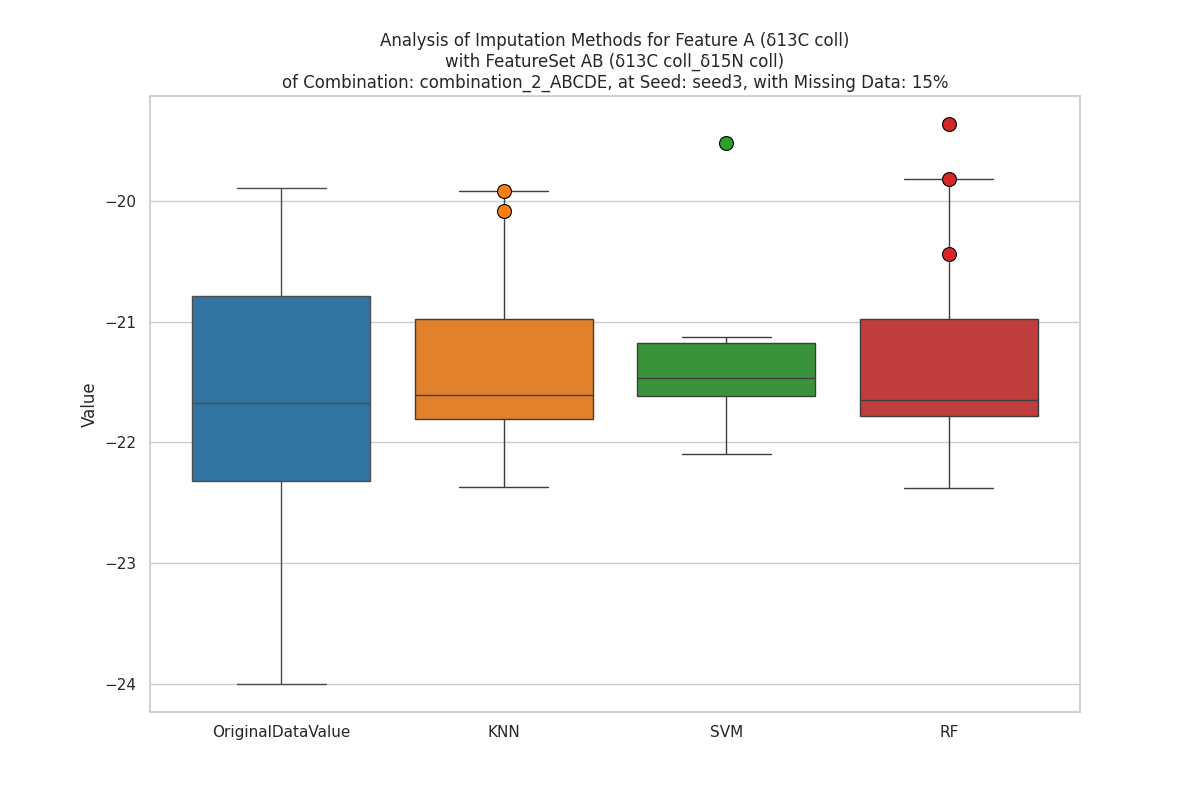 Analysis of Imputation Methods for Feature A (δ13C coll)
with FeatureSet AB (δ13C coll_δ15N coll)
of Combination: combination_2_ABCDE, at Seed: seed3, with Missing Data: 15%
Value
−20
−21
−22
−23
−24
OriginalDataValue
KNN
SVM
RF